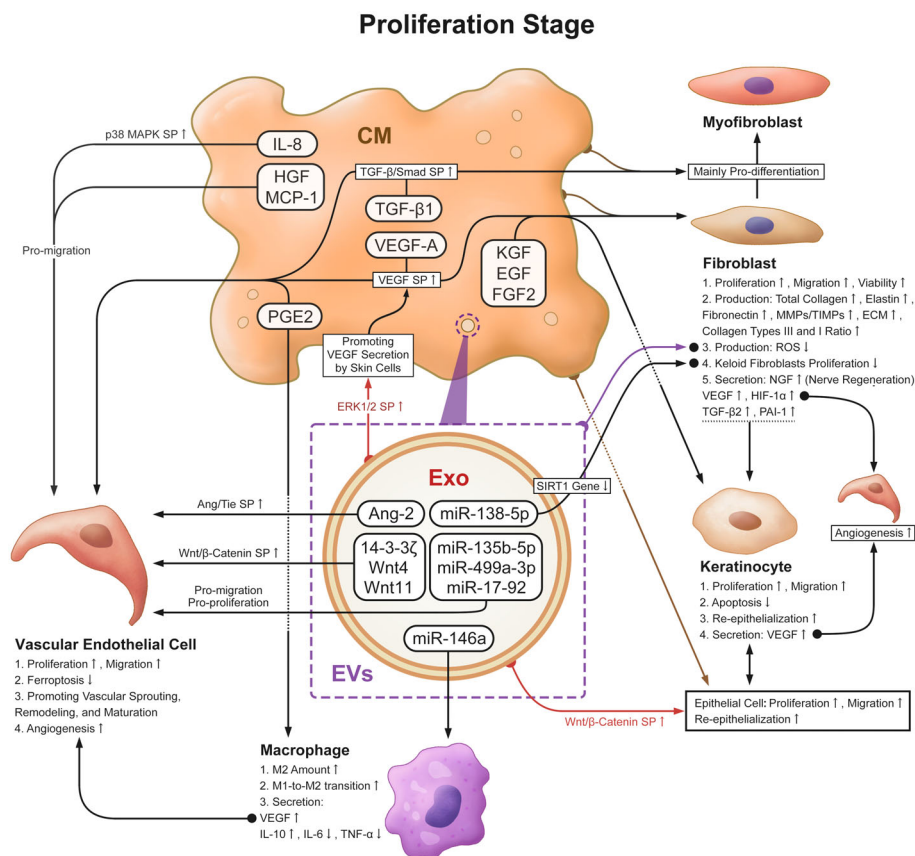 Proliferation Stage
CM
p38 MAPK SP ↑
IL-8
HGF
MCP-1
Pro-migration
TGF-β/Smad SP ↑
TGF-β1
VEGF-A
VEGF SP ↑
KGF
EGF
FGF2
PGE2
Promoting
VEGF Secretion
by Skin Cells
ERK1/2 SP ↑
Myofibroblast
Mainly Pro-differentiation
Fibroblast
1. Proliferation ↑ , Migration ↑ , Viability ↑
2. Production: Total Collagen ↑ , Elastin ↑ ,
Fibronectin ↑ , MMPs/TIMPs ↑ , ECM ↑ ,
Collagen Types III and I Ratio ↑
3. Production: ROS ↓
4. Keloid Fibroblasts Proliferation ↓
5. Secretion: NGF ↑ (Nerve Regeneration)
VEGF ↑ , HIF-1α ↑
TGF-β2 ↑ , PAI-1 ↑
Exo
SIRT1 Gene ↓
Ang/Tie SP ↑
Ang-2
miR-138-5p
Wnt/β-Catenin SP ↑
14-3-3ζ
Wnt4
Wnt11
miR-135b-5p
miR-499a-3p
miR-17-92
Pro-migration
Pro-proliferation
miR-146a
EVs
Angiogenesis ↑
Keratinocyte
1. Proliferation ↑ , Migration ↑
2. Apoptosis ↓
3. Re-epithelialization ↑
4. Secretion: VEGF ↑
Vascular Endothelial Cell
1. Proliferation ↑ , Migration ↑
2. Ferroptosis ↓
3. Promoting Vascular Sprouting,
Remodeling, and Maturation
4. Angiogenesis ↑
Wnt/β-Catenin SP ↑
Epithelial Cell: Proliferation ↑ , Migration ↑
Re-epithelialization ↑
Macrophage
1. M2 Amount ↑
2. M1-to-M2 transition ↑
3. Secretion:
VEGF ↑
IL-10 ↑ , IL-6 ↓ , TNF-α ↓